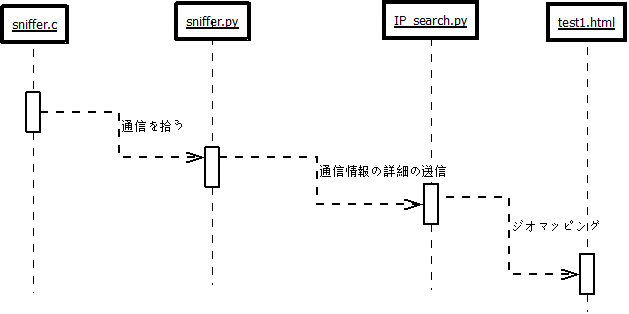 sniffer.c
sniffer.py
IP_search.py
test1.html
通信を拾う
通信情報の詳細の送信
ジオマッピング